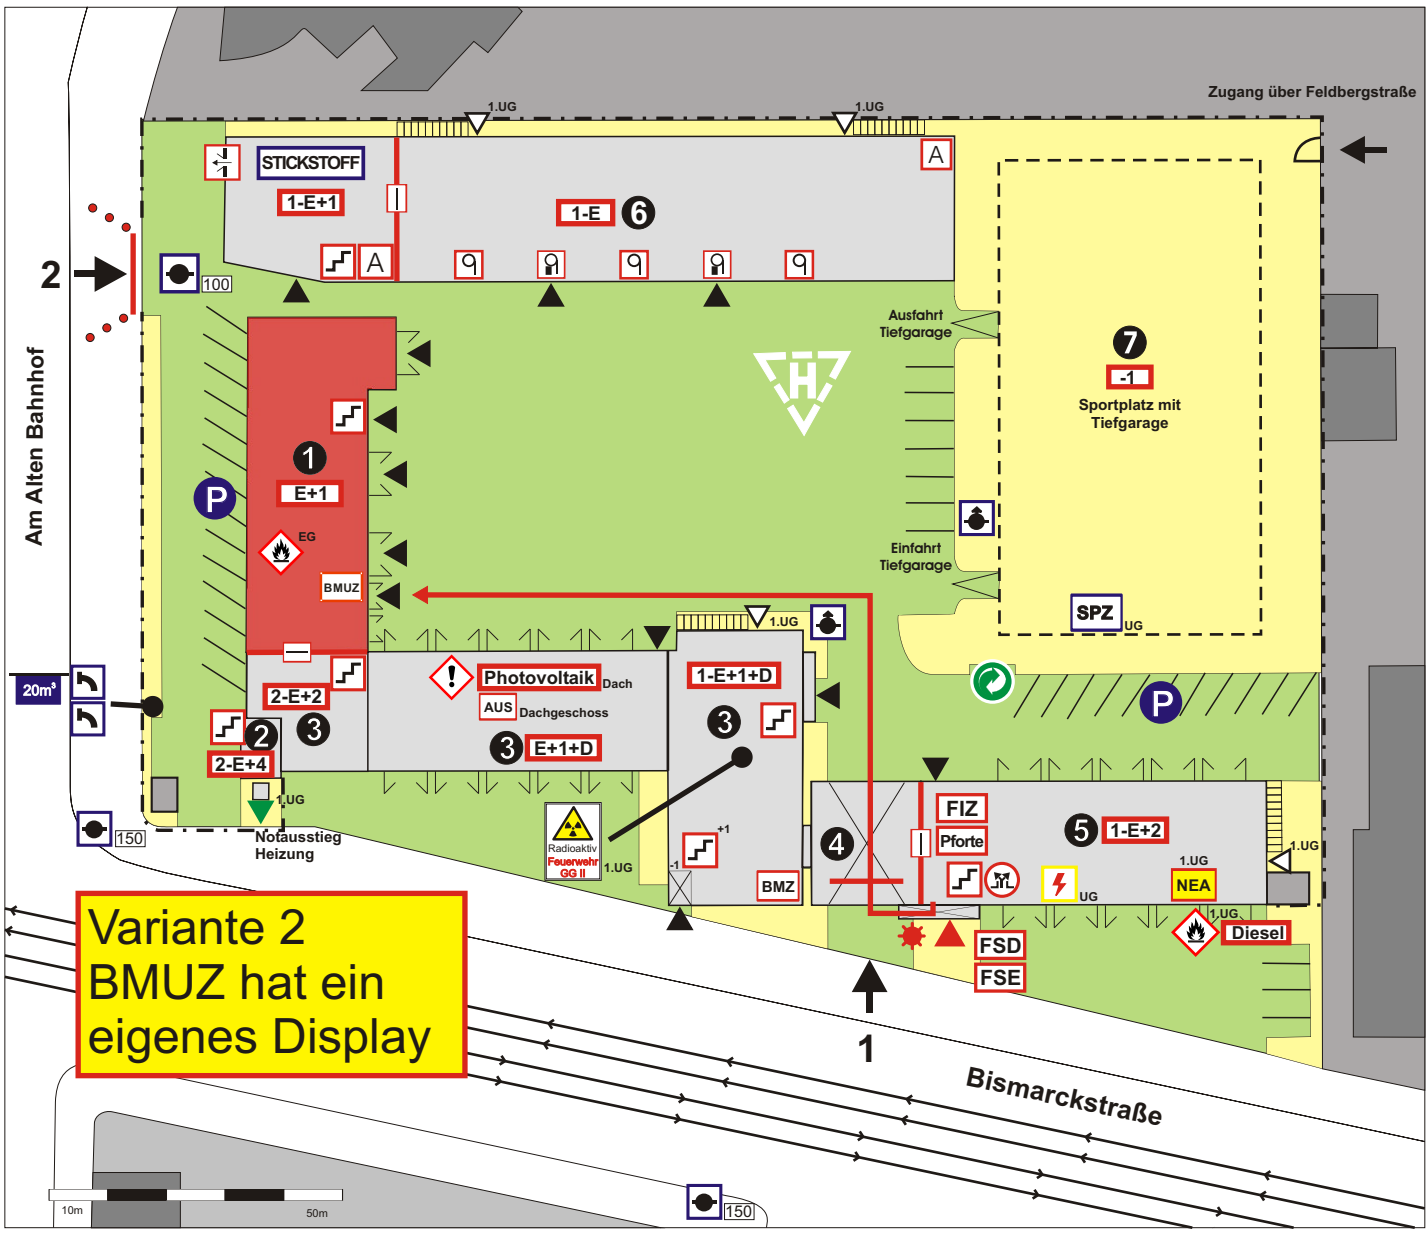 Zugang über Feldbergstraße
1.UG
1.UG
STICKSTOFF
A
1-E+1
1-E
6
A
2
100
Ausfahrt
Tiefgarage
H
7
-1
Sportplatz mit
Tiefgarage
Am Alten Bahnhof
1
E+1
P
EG
Einfahrt
Tiefgarage
BMUZ
SPZ
UG
1.UG
20m³
2-E+2
3
Photovoltaik
Dach
AUS
Dachgeschoss
3
E+1+D
1-E+1+D
3
P
2
2-E+4
1.UG
Notausstieg
Heizung
150
Radioaktiv
Feuerwehr
GG II
1.UG
+1
-1
BMZ
4
FIZ
Pforte
5
1-E+2
1.UG
1.UG
NEA
UG
1.UG
Diesel
FSD
FSE
1
Variante 2
BMUZ hat ein
eigenes Display
Bismarckstraße
10m
50m
150